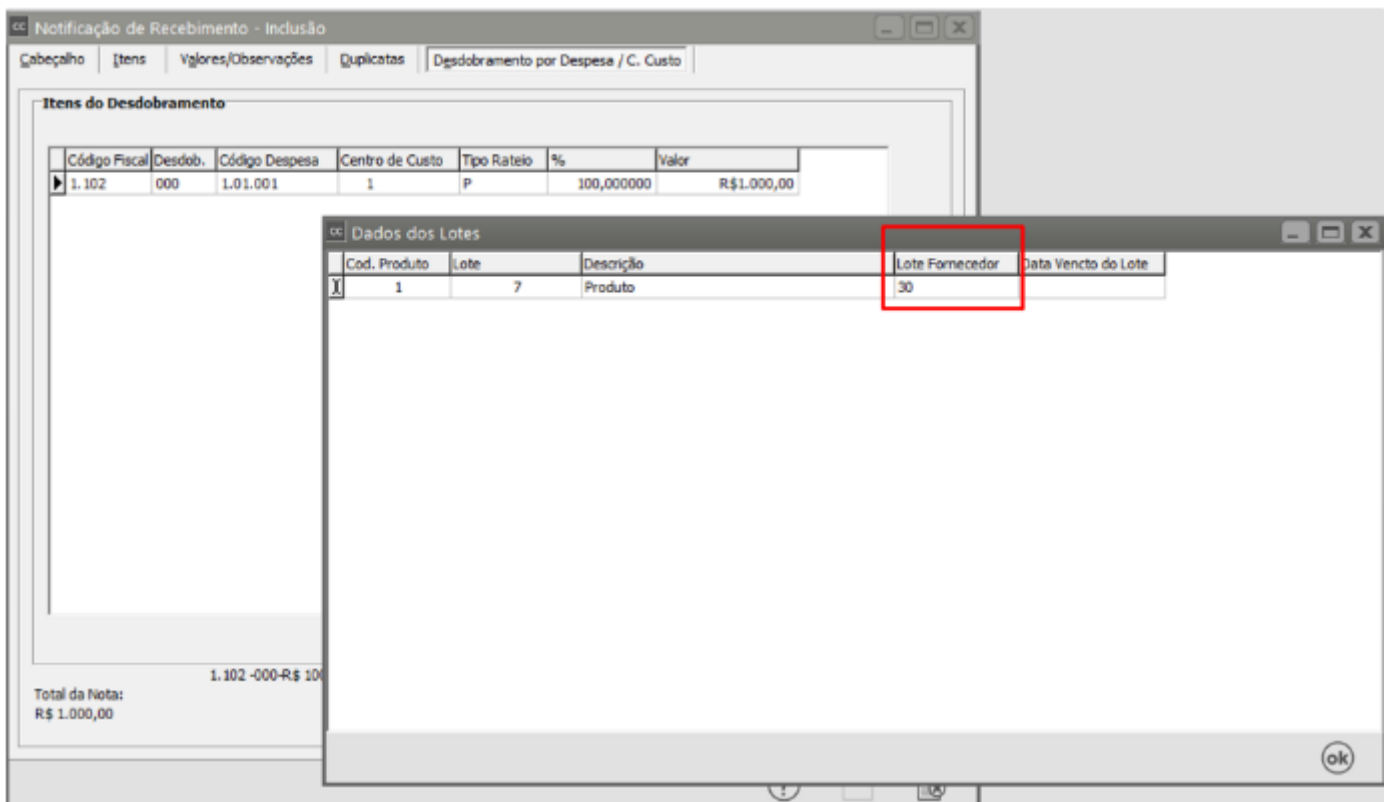 cc Notificação de Recebimento - Inclusão
Cabeçalho Itens Valores/Observações Duplicatas Desdobramento por Despesa / C. Custo
Itens do Desdobramento
Código Fiscal Desdob. Código Despesa Centro de Custo Tipo Rateio % Valor
1.102 000 1.01.001 1 P 100,000000 R$1.000,00
cc Dados dos Lotes
Cod. Produto Lote Descrição Lote Fornecedor Data Vencto do Lote
1 7 Produto 30
1.102 -000-R$ 100
Total da Nota:
R$ 1.000,00
ok